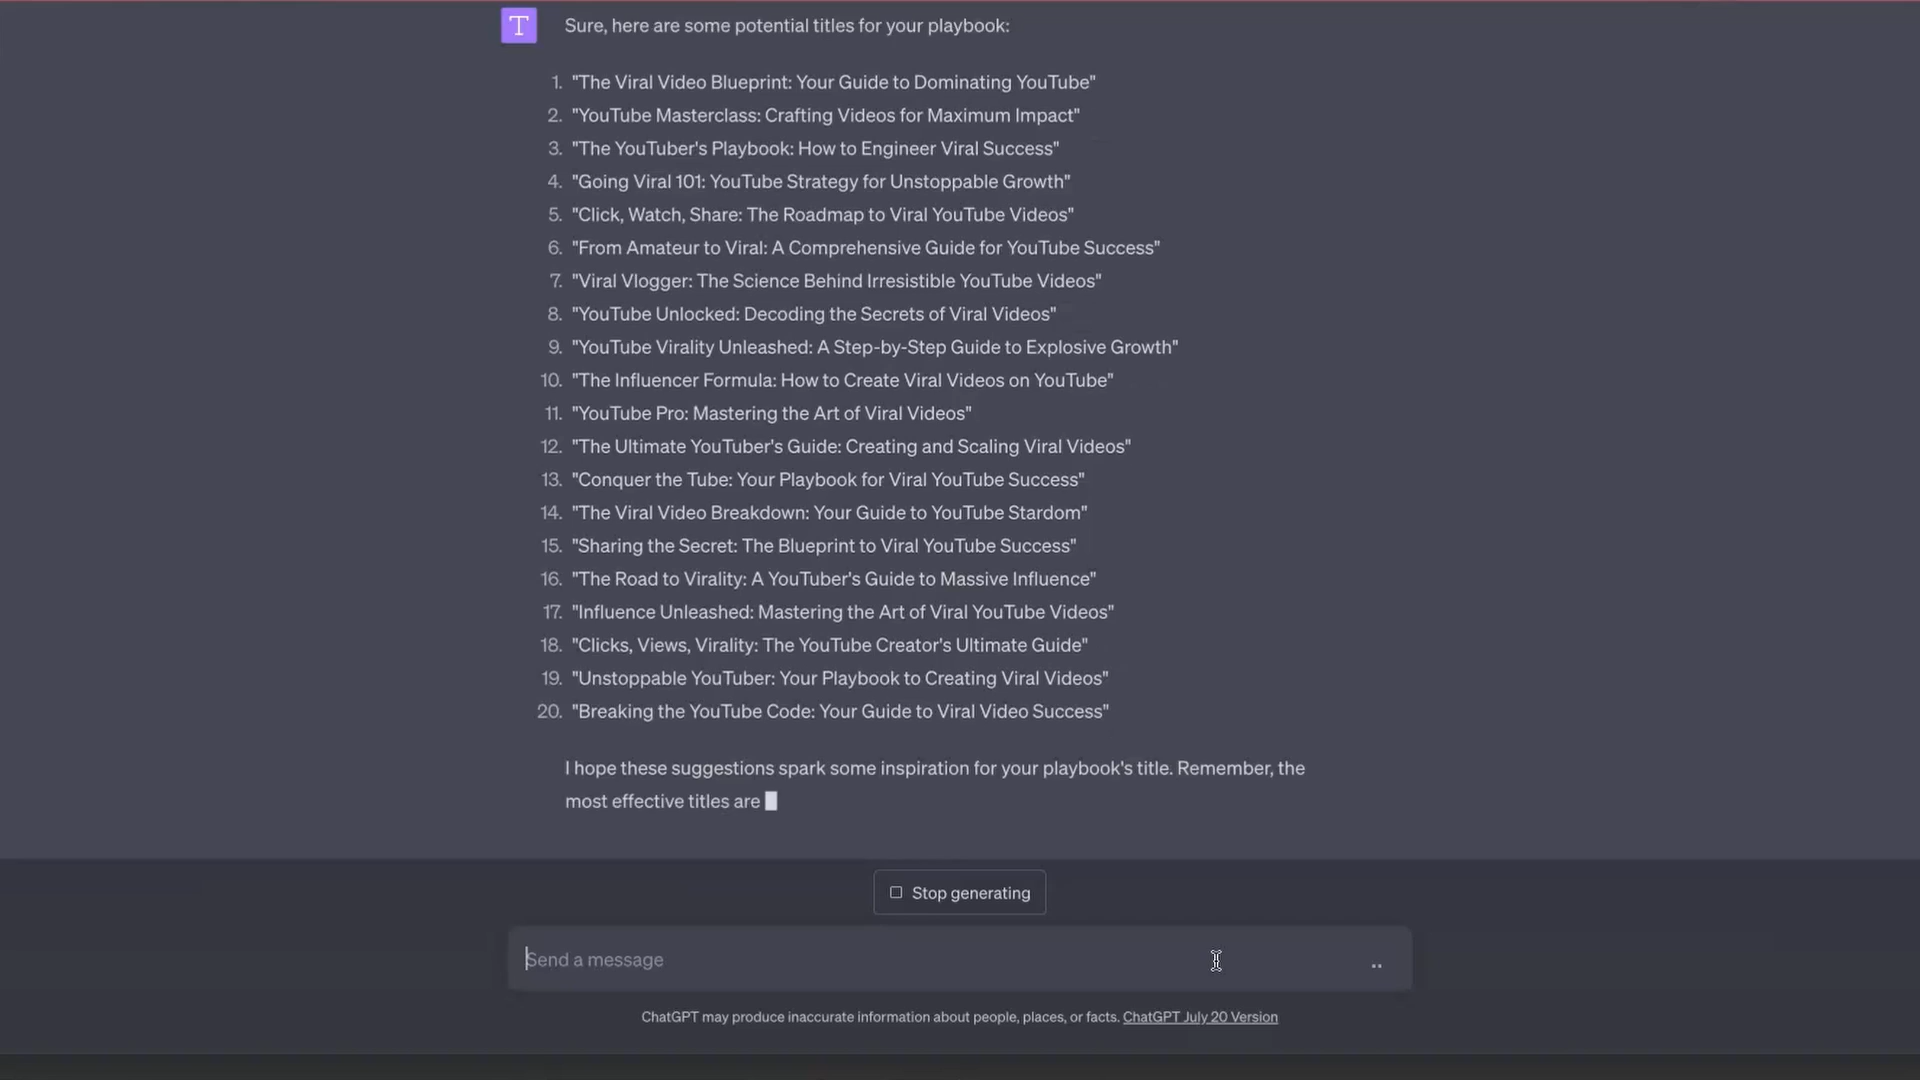 T Sure, here are some potential titles for your playbook:
1. "The Viral Video Blueprint: Your Guide to Dominating YouTube"
2. "YouTube Masterclass: Crafting Videos for Maximum Impact"
3. "The YouTuber's Playbook: How to Engineer Viral Success"
4. "Going Viral 101: YouTube Strategy for Unstoppable Growth"
5. "Click, Watch, Share: The Roadmap to Viral YouTube Videos"
6. "From Amateur to Viral: A Comprehensive Guide for YouTube Success"
7. "Viral Vlogger: The Science Behind Irresistible YouTube Videos"
8. "YouTube Unlocked: Decoding the Secrets of Viral Videos"
9. "YouTube Virality Unleashed: A Step-by-Step Guide to Explosive Growth"
10. "The Influencer Formula: How to Create Viral Videos on YouTube"
11. "YouTube Pro: Mastering the Art of Viral Videos"
12. "The Ultimate YouTuber's Guide: Creating and Scaling Viral Videos"
13. "Conquer the Tube: Your Playbook for Viral YouTube Success"
14. "The Viral Video Breakdown: Your Guide to YouTube Stardom"
15. "Sharing the Secret: The Blueprint to Viral YouTube Success"
16. "The Road to Virality: A YouTuber's Guide to Massive Influence"
17. "Influence Unleashed: Mastering the Art of Viral YouTube Videos"
18. "Clicks, Views, Virality: The YouTube Creator's Ultimate Guide"
19. "Unstoppable YouTuber: Your Playbook to Creating Viral Videos"
20. "Breaking the YouTube Code: Your Guide to Viral Video Success"
I hope these suggestions spark some inspiration for your playbook's title. Remember, the
most effective titles are
Stop generating
Send a message
ChatGPT may produce inaccurate information about people, places, or facts. ChatGPT July 20 Version